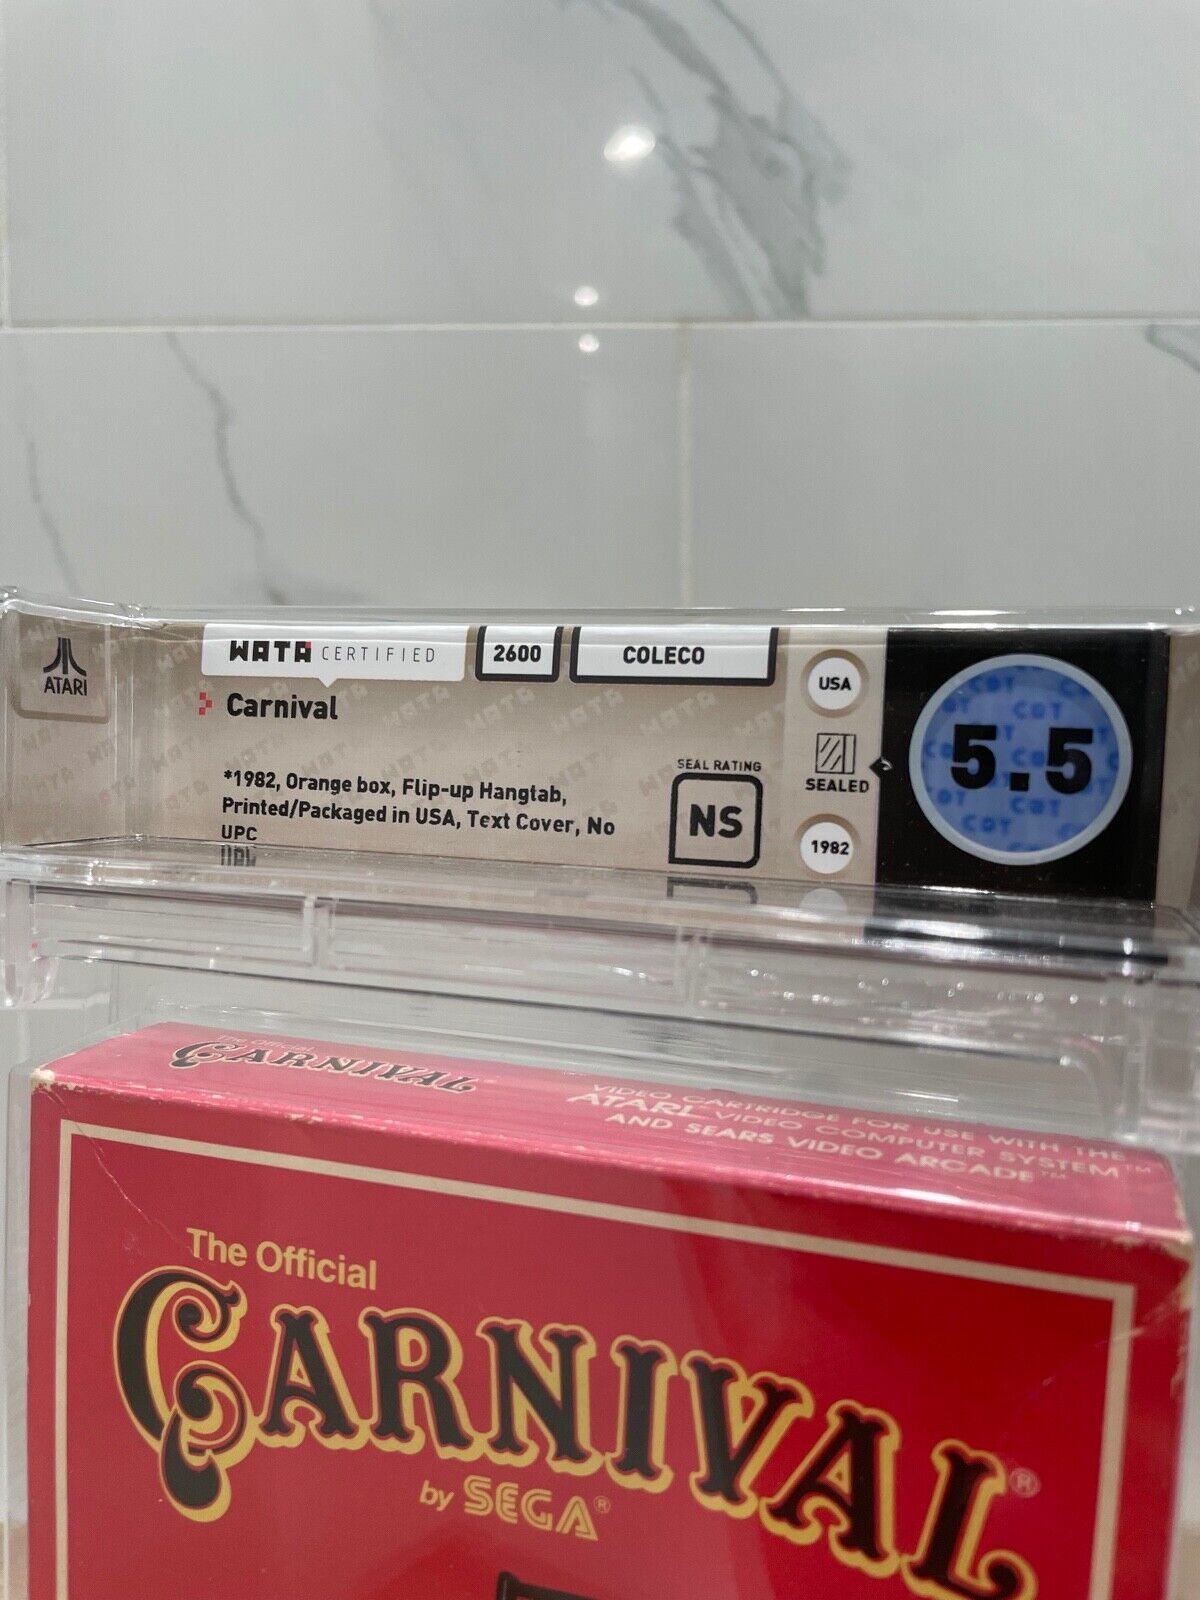 ATARI
WATA CERTIFIED
2600
COLECO
Carnival
*1982, Orange box, Flip-up Hangtab,
Printed/Packaged in USA, Text Cover, No
UPC
SEAL RATING
NS
USA
SEALED
1982
5.5
The Official
CARNIVAL
VIDEO CARTRIDGE FOR USE WITH THE
ATARI™ VIDEO COMPUTER SYSTEM™
AND SEARS VIDEO ARCADE™
The Official
CARNIVAL®
by SEGA®